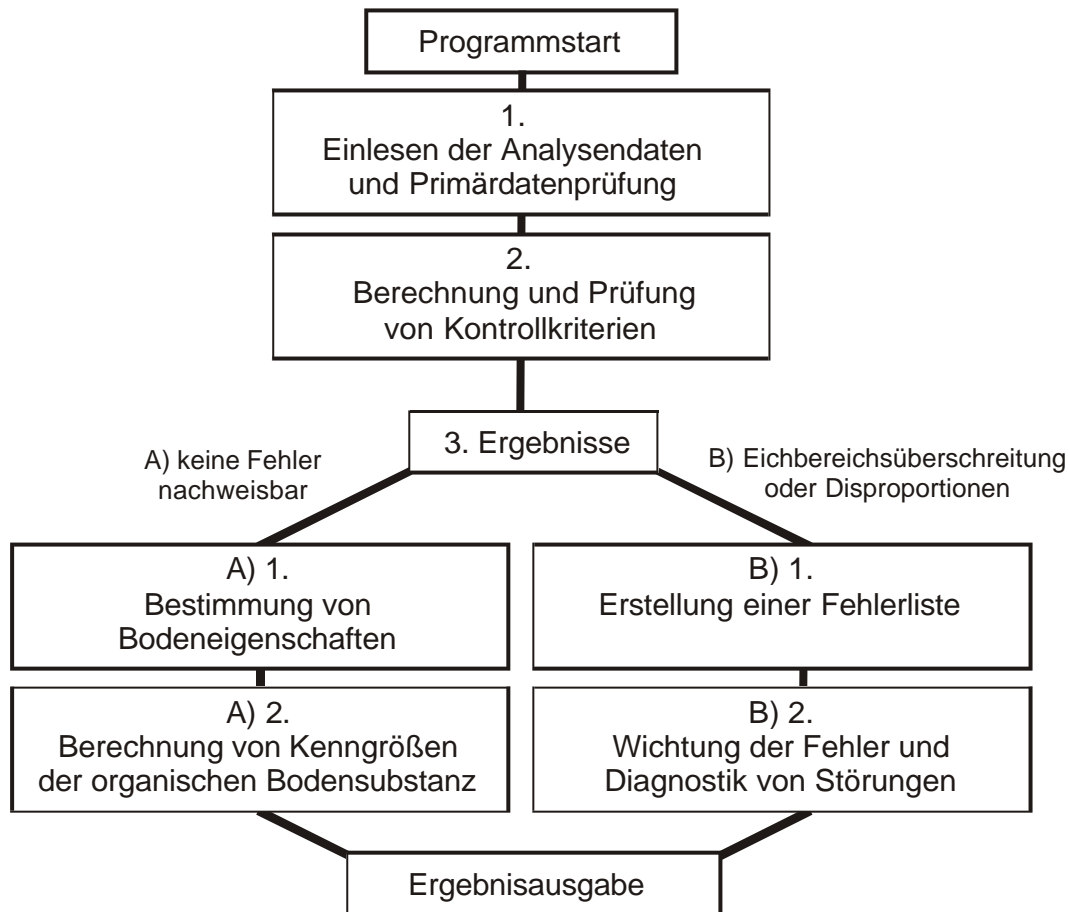 Programmstart
1.
Einlesen der Analysendaten
und Primärdatenprüfung
2.
Berechnung und Prüfung
von Kontrollkriterien
3. Ergebnisse
A) keine Fehler
nachweisbar
B) Eichbereichsüberschreitung
oder Disproportionen
A) 1.
Bestimmung von
Bodeneigenschaften
B) 1.
Erstellung einer Fehlerliste
A) 2.
Berechnung von Kenngrößen
der organischen Bodensubstanz
B) 2.
Wichtung der Fehler und
Diagnostik von Störungen
Ergebnisausgabe